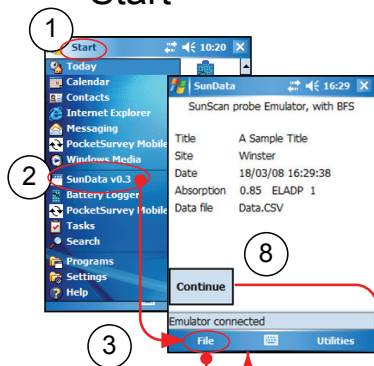 Start
1
Start 10:20
Today
Calendar
Contacts
Internet Explorer
Messaging
PocketSurvey Mobile
Windows Media
2
SunData v0.3
Battery Logger
PocketSurvey Mobile
Tasks
Search
Programs
Settings
Help
3
SunData 16:29
SunScan probe Emulator, with BFS
Title A Sample Title
Site Winster
Date 18/03/08 16:29:38
Absorption 0.85 ELADP 1
Data file Data.CSV
8
Continue
Emulator connected
File Utilities